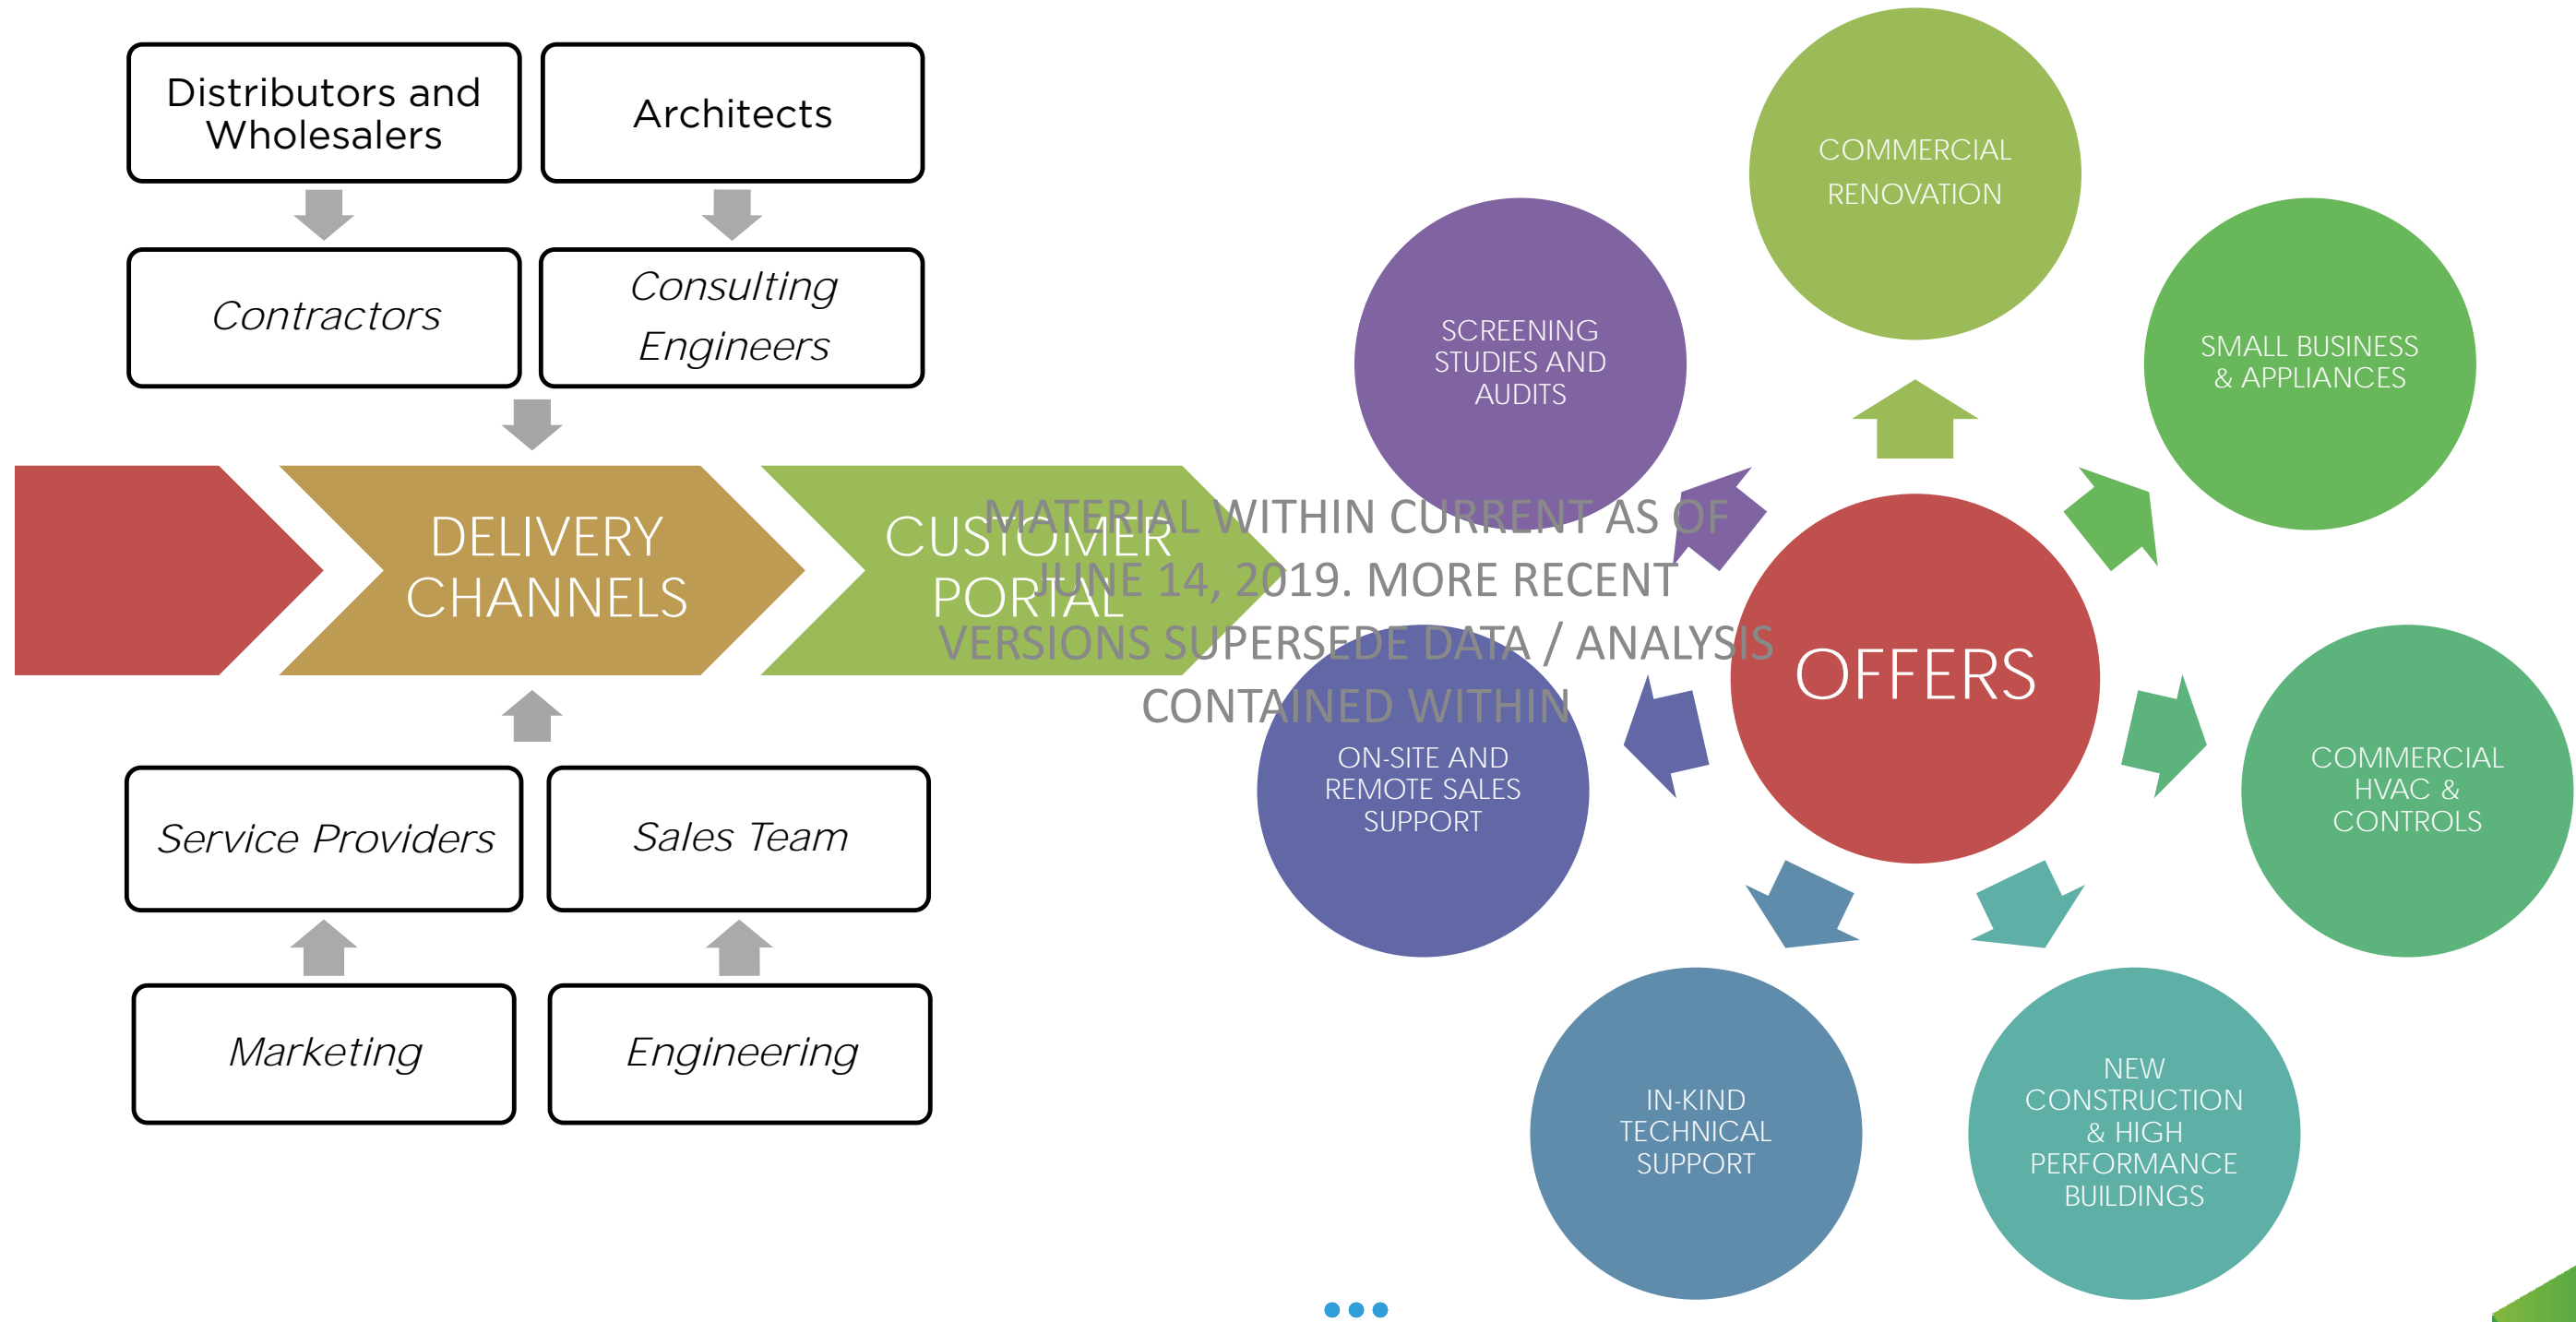 Distributors and
Wholesalers
Architects
Contractors
Consulting
Engineers
DELIVERY
CHANNELS
CUSTOMER
PORTAL
Service Providers
Sales Team
Marketing
Engineering
MATERIAL WITHIN CURRENT AS OF
JUNE 14, 2019. MORE RECENT
VERSIONS SUPERSEDE DATA / ANALYSIS
CONTAINED WITHIN
OFFERS
COMMERCIAL
RENOVATION
SMALL BUSINESS
& APPLIANCES
COMMERCIAL
HVAC &
CONTROLS
NEW
CONSTRUCTION
& HIGH
PERFORMANCE
BUILDINGS
IN-KIND
TECHNICAL
SUPPORT
ON-SITE AND
REMOTE SALES
SUPPORT
SCREENING
STUDIES AND
AUDITS